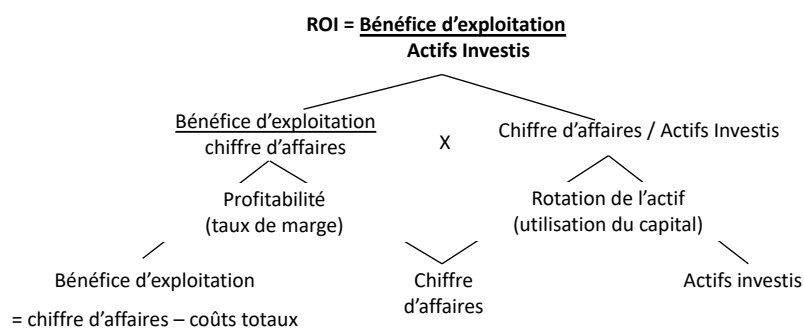 ROI = Bénéfice d’exploitation
Actifs Investis
Bénéfice d’exploitation
chiffre d’affaires
X
Chiffre d’affaires / Actifs Investis
Profitabilité
(taux de marge)
Rotation de l’actif
(utilisation du capital)
Bénéfice d’exploitation
= chiffre d’affaires – coûts totaux
Chiffre
d’affaires
Actifs investis